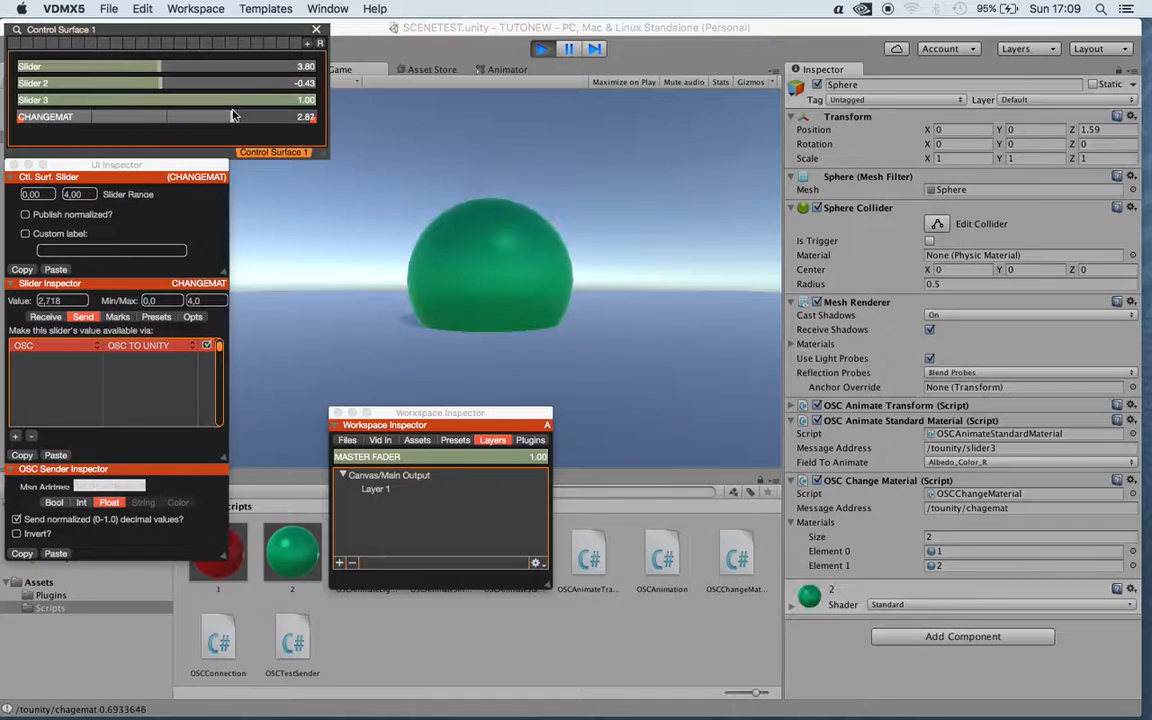 VDMX5 File Edit Workspace Templates Window Help 95% Sun 17:09
Control Surface 1
SCENETEST.unity - TUTONEW - PC, Mac & Linux Standalone (Personal)
+ R
Account Layers Layout
Slider 3.80
Slider 2 -0.43
Slider 3 1.00
CHANGEMAT 2.87
Control Surface 1
Game Asset Store Animator
Maximize on Play Mute audio Stats Gizmos
UI Inspector
Ctl. Surf. Slider (CHANGEMAT)
0,00 4,00 Slider Range
Publish normalized?
Custom label:
Copy Paste
Slider Inspector CHANGEMAT
Value: 2,718 Min/Max: 0,0 4,0
Receive Send Marks Presets Opts
Make this slider's value available via:
OSC OSC TO UNITY
+ -
Copy Paste
OSC Sender Inspector
Msg Address:
Bool Int Float String Color
Send normalized (0-1.0) decimal values?
Invert?
Copy Paste
Workspace Inspector
Workspace Inspector A
Files Vid In Assets Presets Layers Plugins
MASTER FADER 1.00
Canvas/Main Output
Layer 1
+ -
Assets
Plugins
Scripts
1 2 OSCAnimateTra... OSCAnimation OSCChangeMat...
OSCConnection OSCTestSender
/tounity/chagemat 0.6933646
Inspector
Sphere Static
Tag Untagged Layer Default
Transform
Position X 0 Y 0 Z 1.59
Rotation X 0 Y 0 Z 0
Scale X 1 Y 1 Z 1
Sphere (Mesh Filter)
Mesh Sphere
Sphere Collider
Edit Collider
Is Trigger
Material None (Physic Material)
Center X 0 Y 0 Z 0
Radius 0.5
Mesh Renderer
Cast Shadows On
Receive Shadows
Materials
Use Light Probes
Reflection Probes Blend Probes
Anchor Override None (Transform)
OSC Animate Transform (Script)
OSC Animate Standard Material (Script)
Script OSCAnimateStandardMaterial
Message Address /tounity/slider3
Field To Animate Albedo_Color_R
OSC Change Material (Script)
Script OSCChangeMaterial
Message Address /tounity/chagemat
Materials
Size 2
Element 0 1
Element 1 2
2
Shader Standard
Add Component